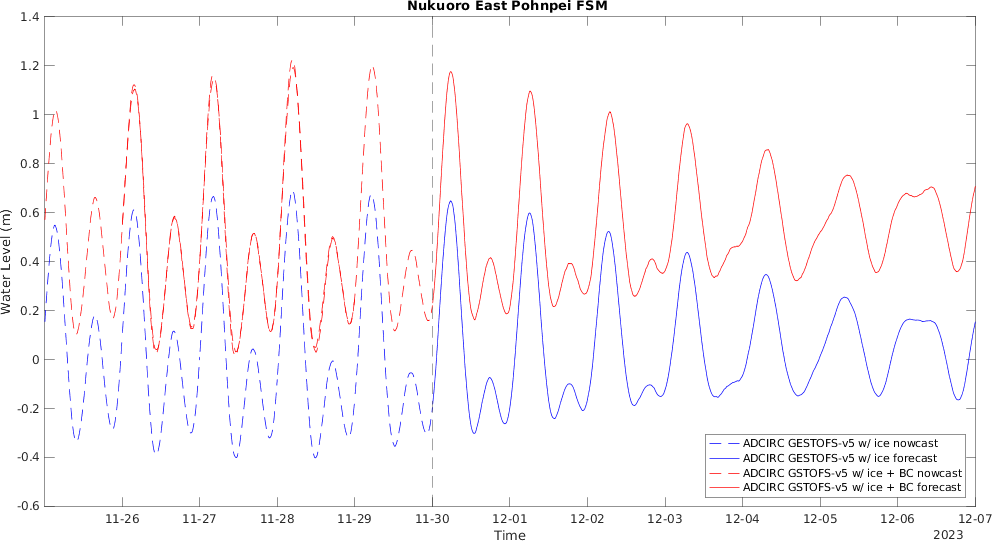 Nukuoro East Pohnpei FSM
Water Level (m)
1.4
1.2
1
0.8
0.6
0.4
0.2
0
-0.2
-0.4
-0.6
ADCIRC GESTOFS-v5 w/ ice nowcast
ADCIRC GESTOFS-v5 w/ ice forecast
ADCIRC GSTOFS-v5 w/ ice + BC nowcast
ADCIRC GSTOFS-v5 w/ ice + BC forecast
11-26 11-27 11-28 11-29 11-30 12-01 12-02 12-03 12-04 12-05 12-06 12-07
Time
2023